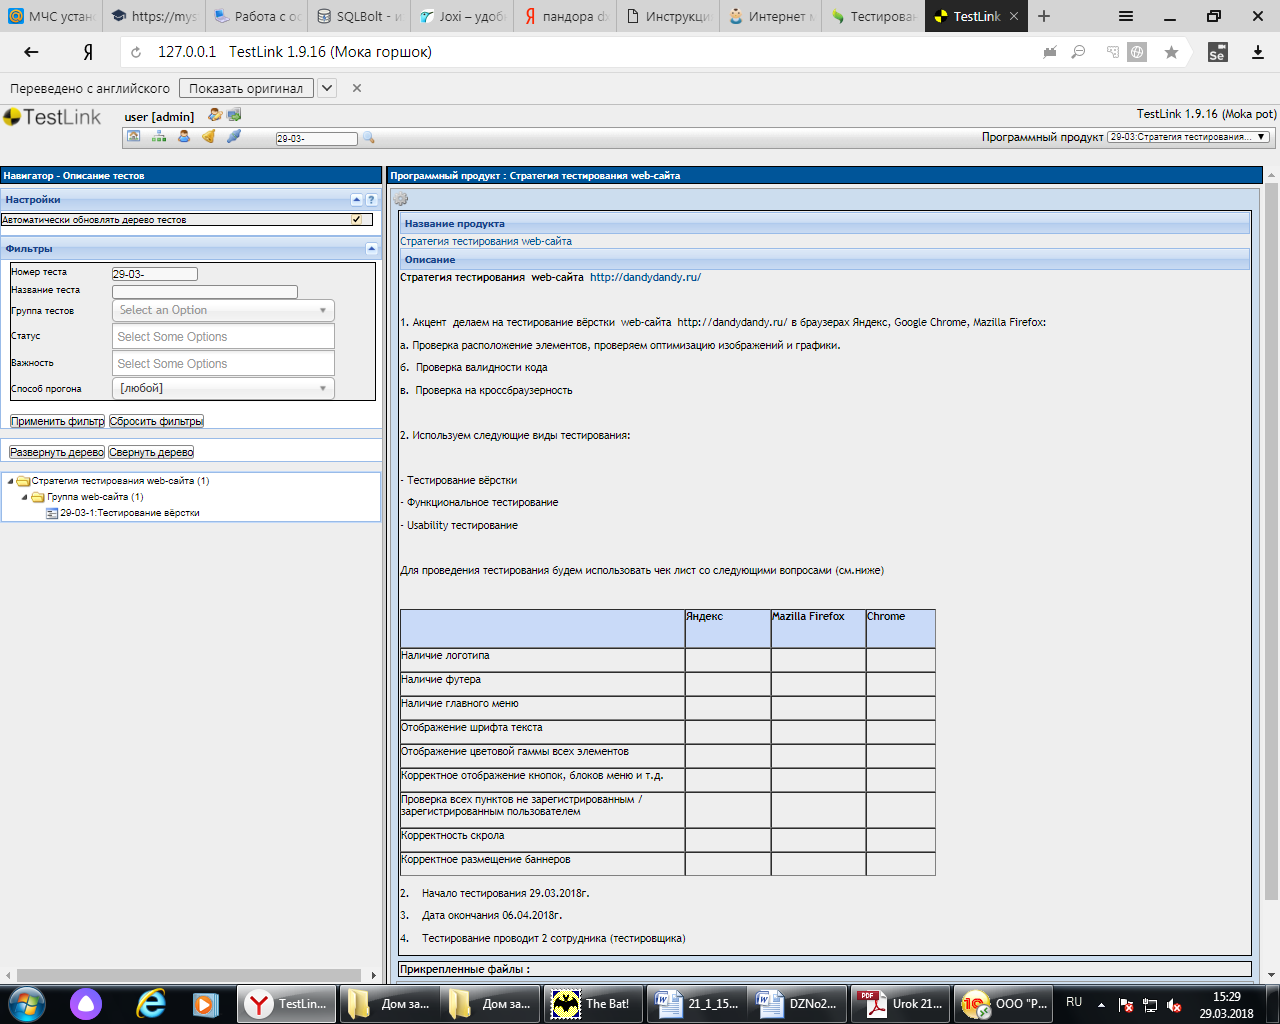 МЧС устан
https://mys
Работа с ос
SQLBolt - и
Joxi – удоб
пандора dx
Инструкци
Интернет м
Тестирован
TestLink
127.0.0.1 TestLink 1.9.16 (Мока горшок)
Переведено с английского Показать оригинал
TestLink user [admin] TestLink 1.9.16 (Moka pot)
29-03- Программный продукт 29-03:Стратегия тестирования...
Навигатор - Описание тестов
Настройки
Автоматически обновлять дерево тестов
Фильтры
Номер теста 29-03-
Название теста
Группа тестов Select an Option
Статус Select Some Options
Важность Select Some Options
Способ прогона [любой]
Применить фильтр Сбросить фильтры
Развернуть дерево Свернуть дерево
Стратегия тестирования web-сайта (1)
Группа web-сайта (1)
29-03-1:Тестирование вёрстки
Программный продукт : Стратегия тестирования web-сайта
Название продукта
Стратегия тестирования web-сайта
Описание
Стратегия тестирования web-сайта http://dandydandy.ru/
1. Акцент делаем на тестирование вёрстки web-сайта http://dandydandy.ru/ в браузерах Яндекс, Google Chrome, Mazilla Firefox:
а. Проверка расположение элементов, проверяем оптимизацию изображений и графики.
б. Проверка валидности кода
в. Проверка на кроссбраузерность
2. Используем следующие виды тестирования:
- Тестирование вёрстки
- Функциональное тестирование
- Usability тестирование
Для проведения тестирования будем использовать чек лист со следующими вопросами (см.ниже)
Яндекс Mazilla Firefox Chrome
Наличие логотипа
Наличие футера
Наличие главного меню
Отображение шрифта текста
Отображение цветовой гаммы всех элементов
Корректное отображение кнопок, блоков меню и т.д.
Проверка всех пунктов не зарегистрированным /
зарегистрированным пользователем
Корректность скрола
Корректное размещение баннеров
2. Начало тестирования 29.03.2018г.
3. Дата окончания 06.04.2018г.
4. Тестирование проводит 2 сотрудника (тестировщика)
Прикрепленные файлы :
TestLin...
Дом за...
Дом за...
The Bat!
21_1_15...
DZNo2...
Urok 21...
ООО "Р...
RU
15:29
29.03.2018